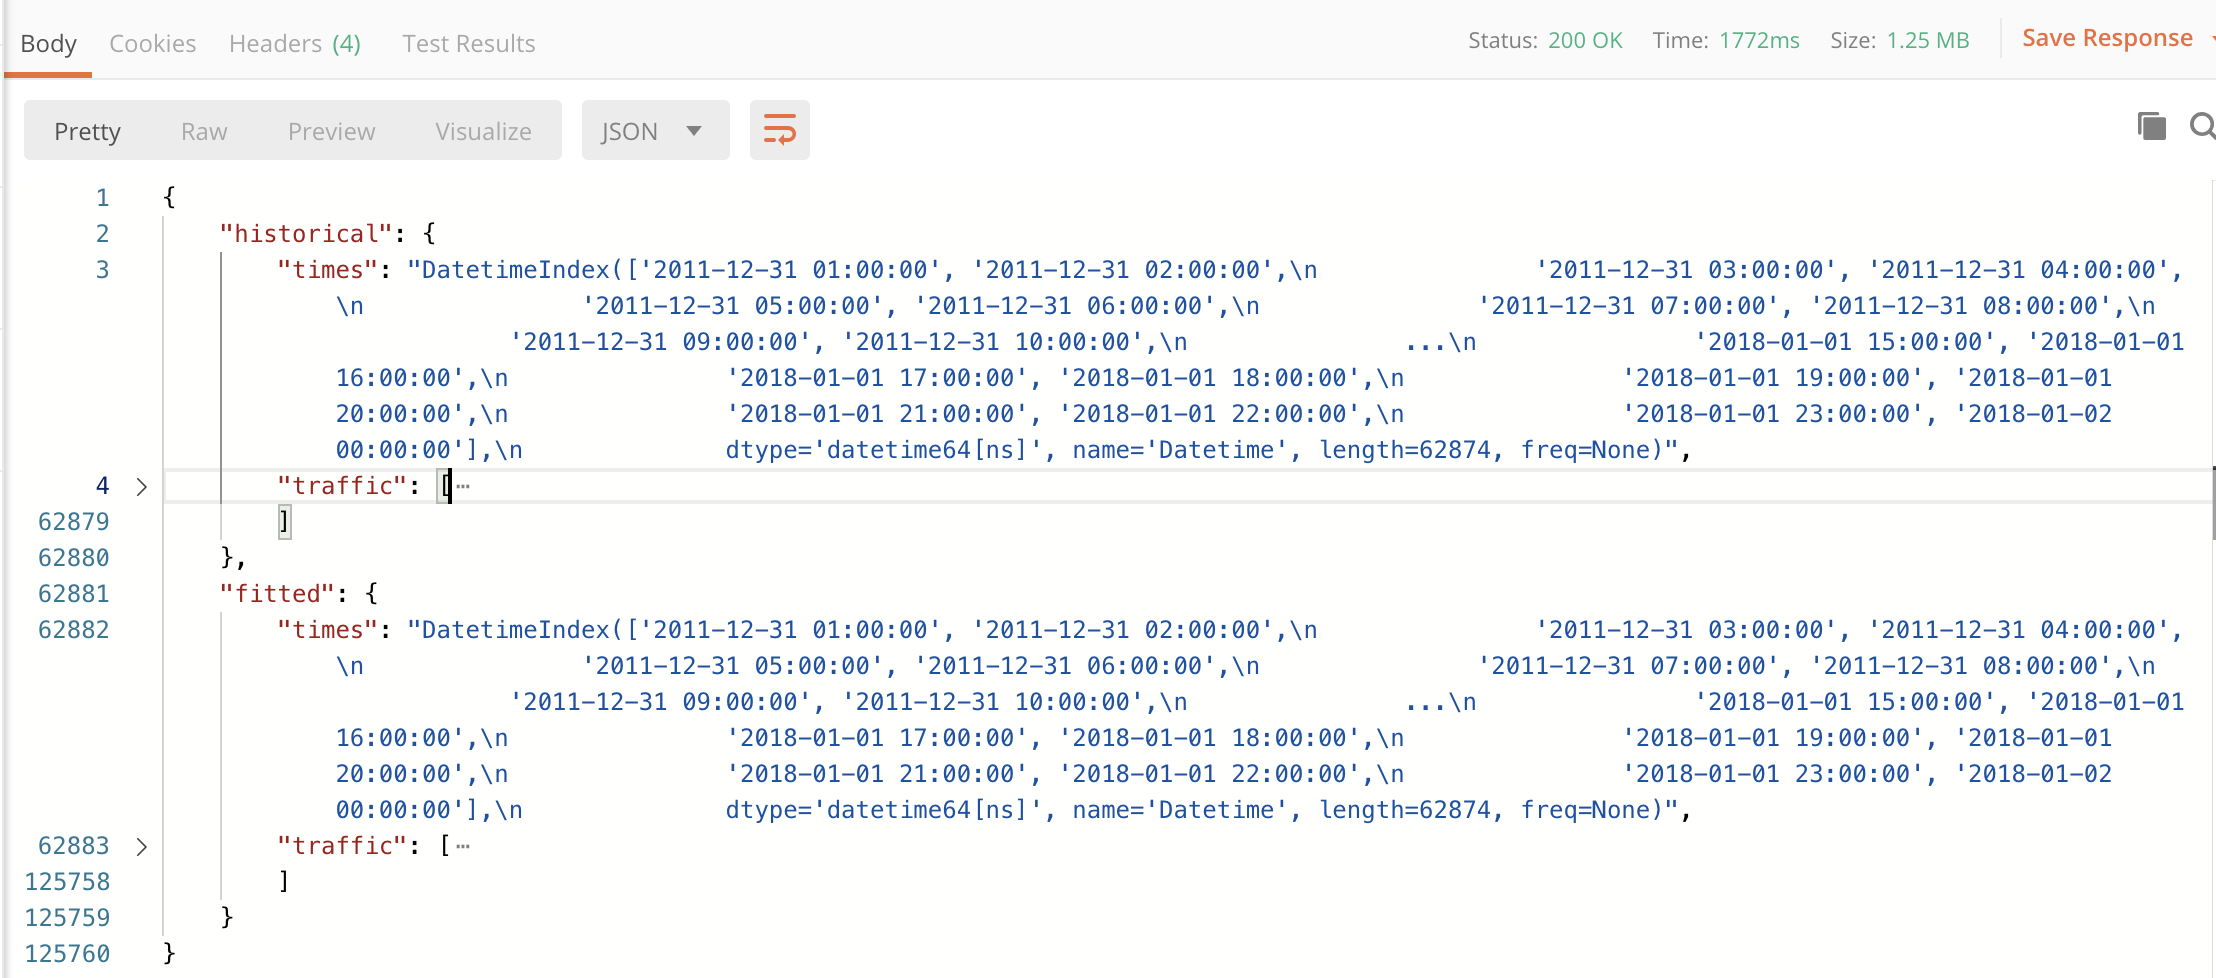 Body Cookies Headers (4) Test Results Status: 200 OK Time: 1772ms Size: 1.25 MB Save Response
Pretty Raw Preview Visualize JSON
1 {
2 "historical": {
3 "times": "DatetimeIndex(['2011-12-31 01:00:00', '2011-12-31 02:00:00',\n '2011-12-31 03:00:00', '2011-12-31 04:00:00',
\n '2011-12-31 05:00:00', '2011-12-31 06:00:00',\n '2011-12-31 07:00:00', '2011-12-31 08:00:00',\n
'2011-12-31 09:00:00', '2011-12-31 10:00:00',\n ...\n '2018-01-01 15:00:00', '2018-01-01
16:00:00',\n '2018-01-01 17:00:00', '2018-01-01 18:00:00',\n '2018-01-01 19:00:00', '2018-01-01
20:00:00',\n '2018-01-01 21:00:00', '2018-01-01 22:00:00',\n '2018-01-01 23:00:00', '2018-01-02
00:00:00'],\n dtype='datetime64[ns]', name='Datetime', length=62874, freq=None)",
4 "traffic": […
62879 ]
62880 },
62881 "fitted": {
62882 "times": "DatetimeIndex(['2011-12-31 01:00:00', '2011-12-31 02:00:00',\n '2011-12-31 03:00:00', '2011-12-31 04:00:00',
\n '2011-12-31 05:00:00', '2011-12-31 06:00:00',\n '2011-12-31 07:00:00', '2011-12-31 08:00:00',\n
'2011-12-31 09:00:00', '2011-12-31 10:00:00',\n ...\n '2018-01-01 15:00:00', '2018-01-01
16:00:00',\n '2018-01-01 17:00:00', '2018-01-01 18:00:00',\n '2018-01-01 19:00:00', '2018-01-01
20:00:00',\n '2018-01-01 21:00:00', '2018-01-01 22:00:00',\n '2018-01-01 23:00:00', '2018-01-02
00:00:00'],\n dtype='datetime64[ns]', name='Datetime', length=62874, freq=None)",
62883 "traffic": […
125758 ]
125759 }
125760 }